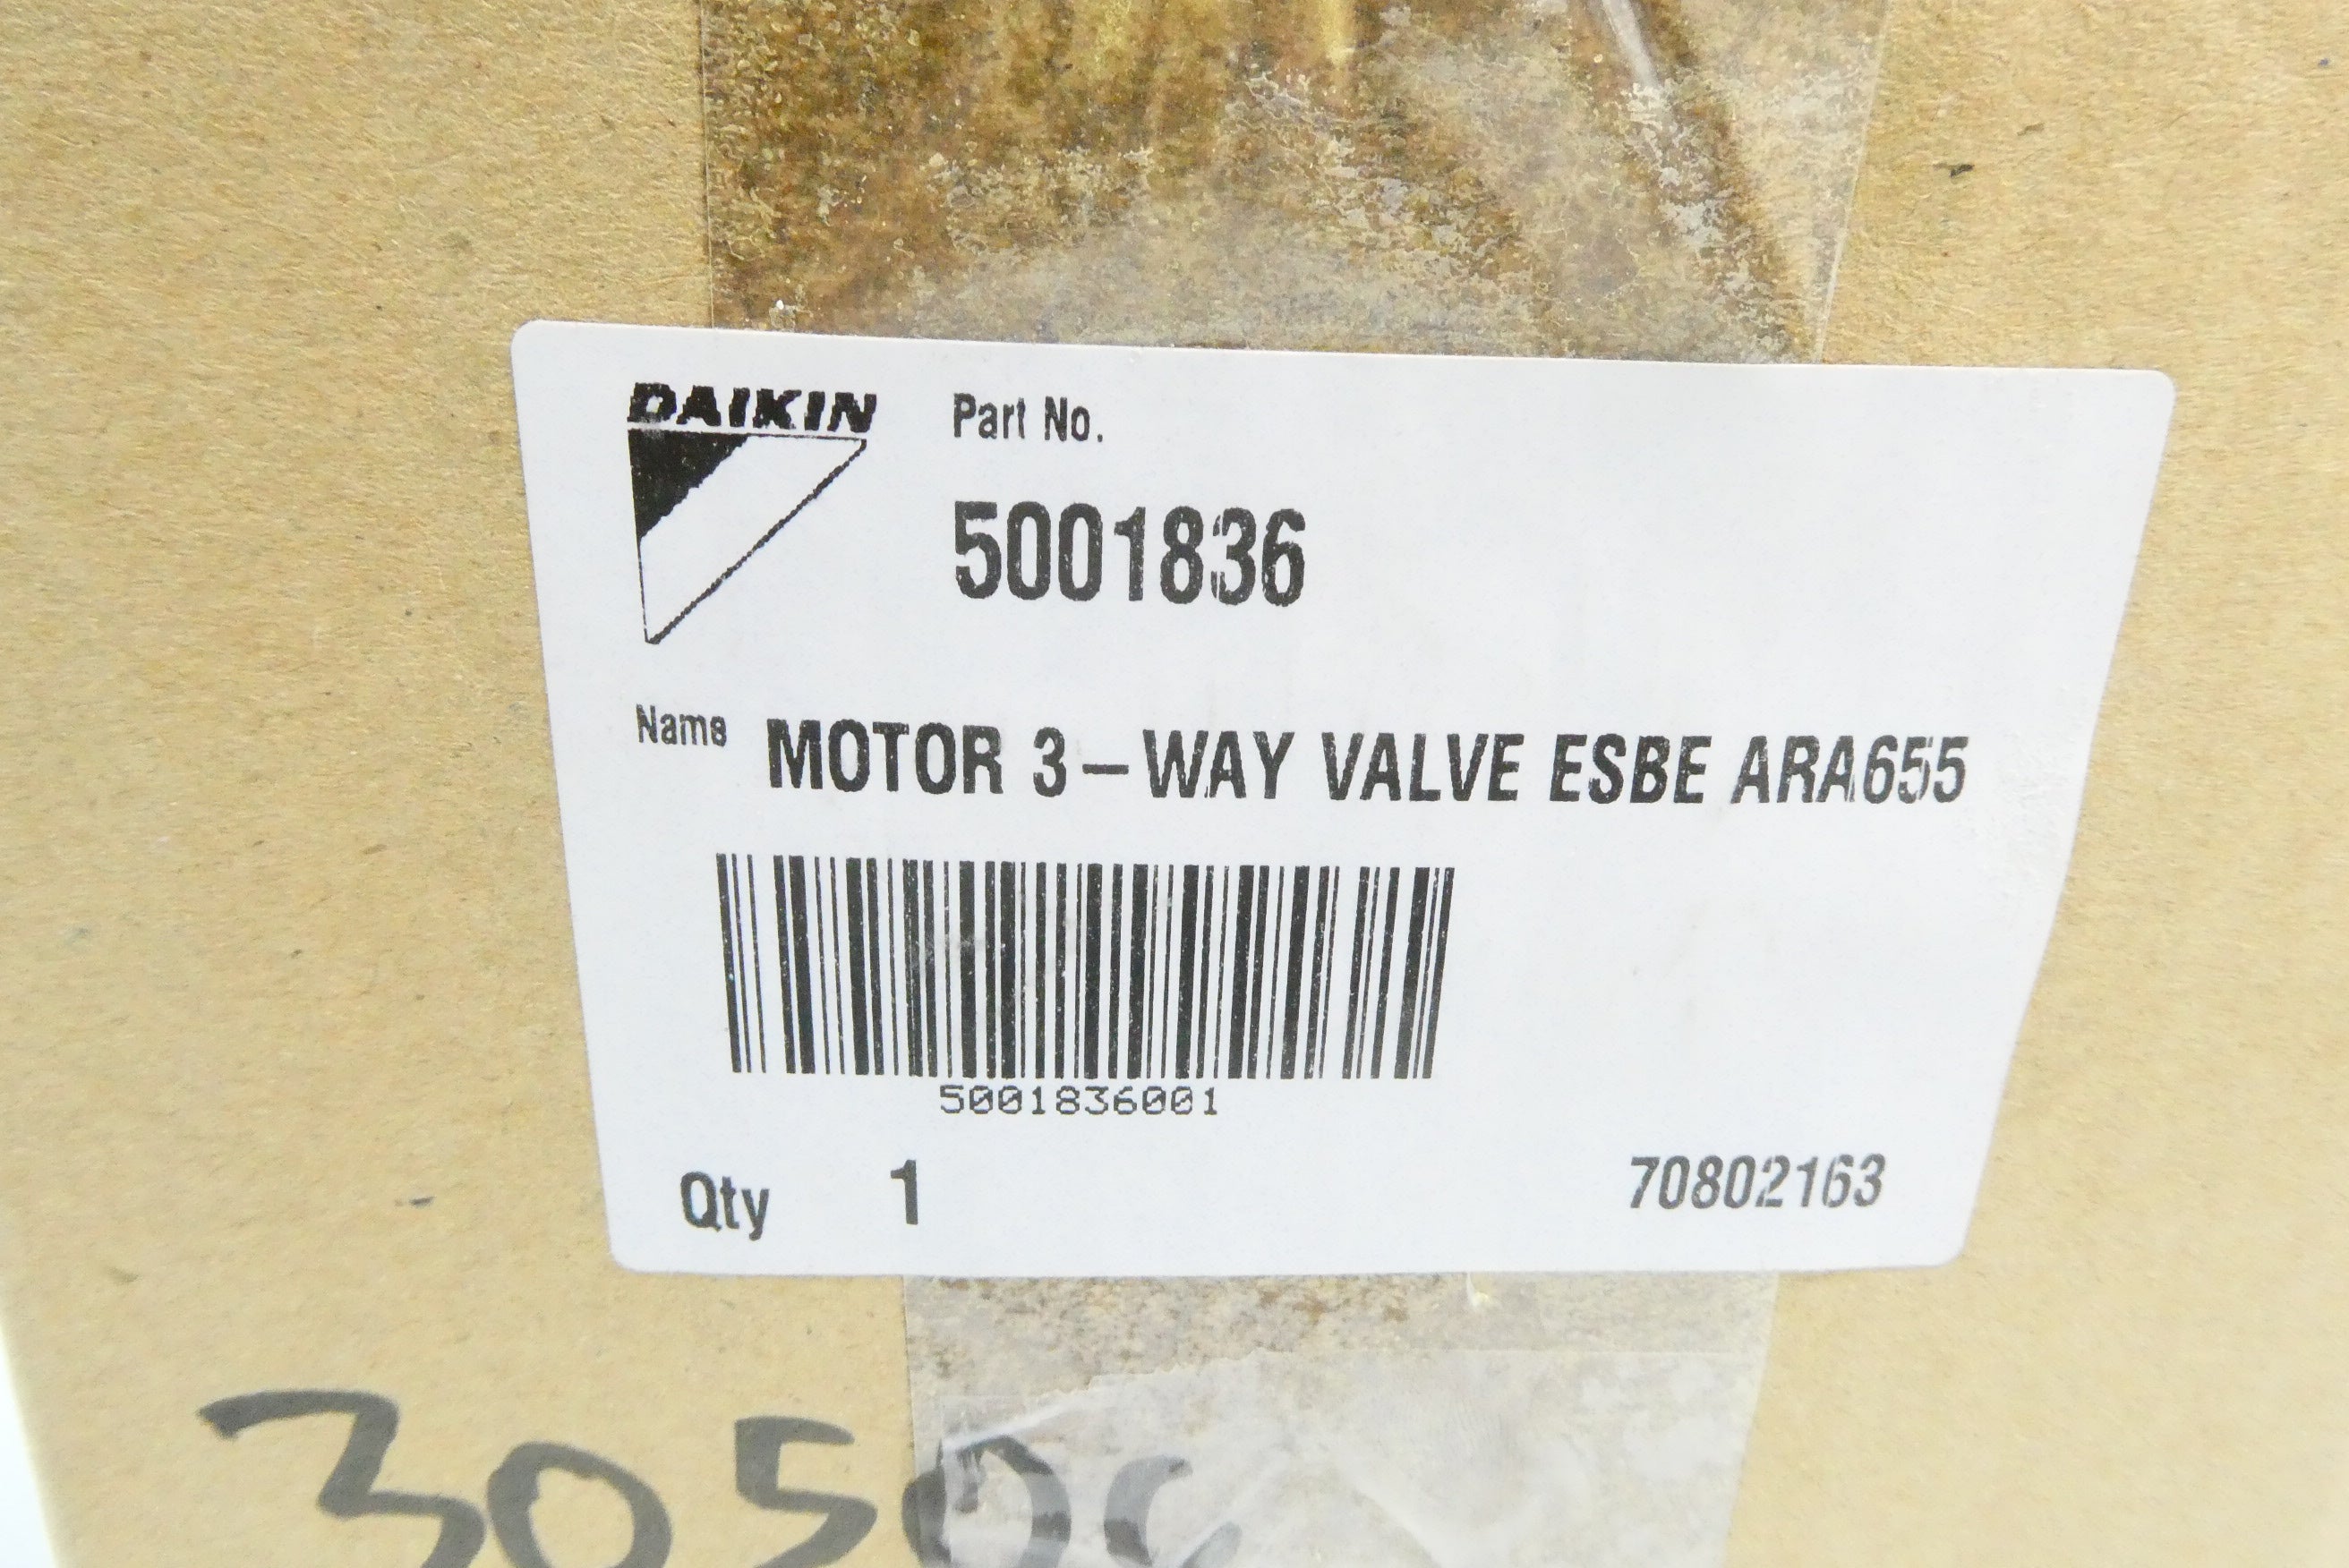 DAIKIN
Part No.
5001836
Name MOTOR 3-WAY VALVE ESBE ARA655
5001836001
Qty 1
70802163